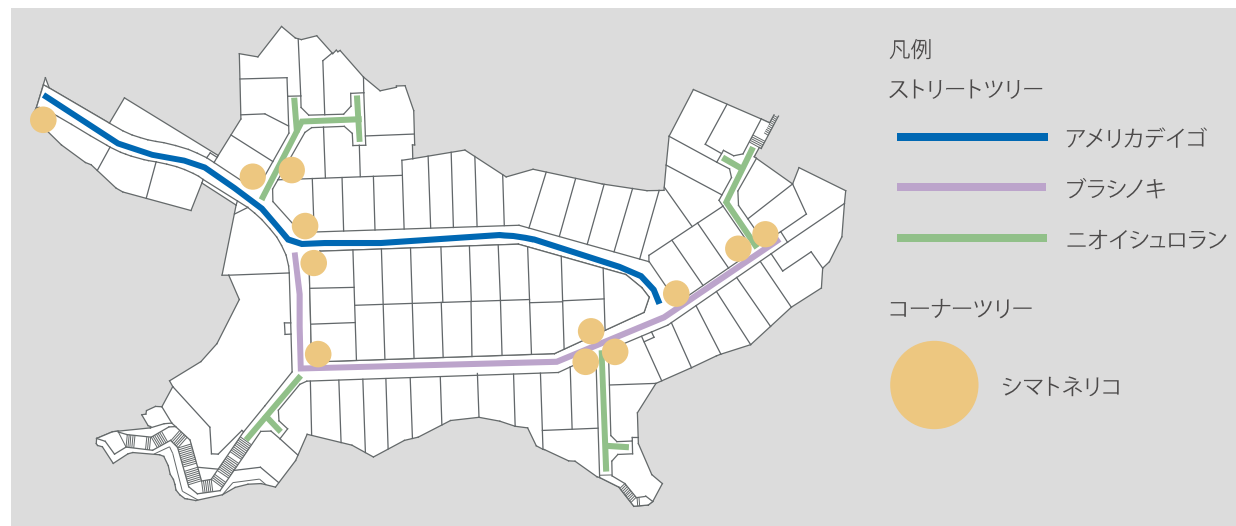 凡例
ストリートツリー
アメリカデイゴ
ブラシノキ
ニオイシュロラン
コーナーツリー
シマトネリコ